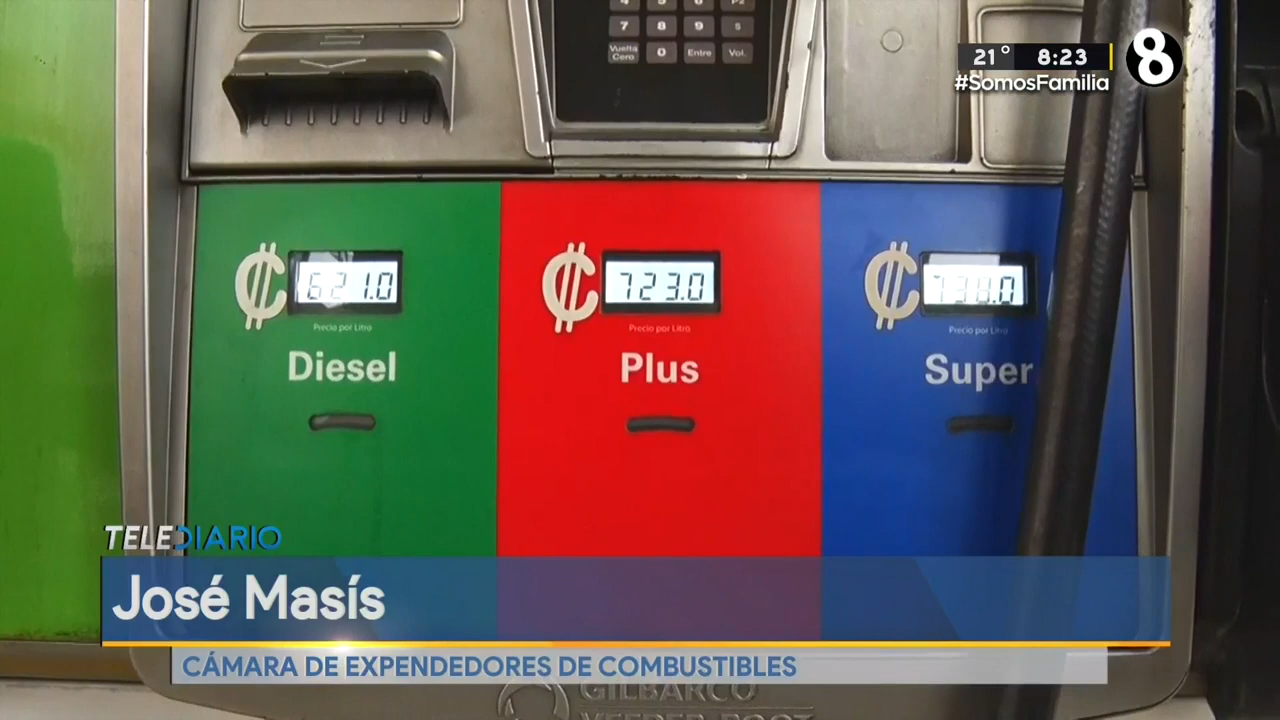 7 8 9 S
Vuelta Cero 0 Entre Vol.
21° 8:23
8
#SomosFamilia
₡ 621.0
Precio por Litro
Diesel
₡ 723.0
Precio por Litro
Plus
₡
Precio por Litro
Super
TELEDIARIO
José Masís
CÁMARA DE EXPENDEDORES DE COMBUSTIBLES
GILBARCO
VEEDER-ROOT